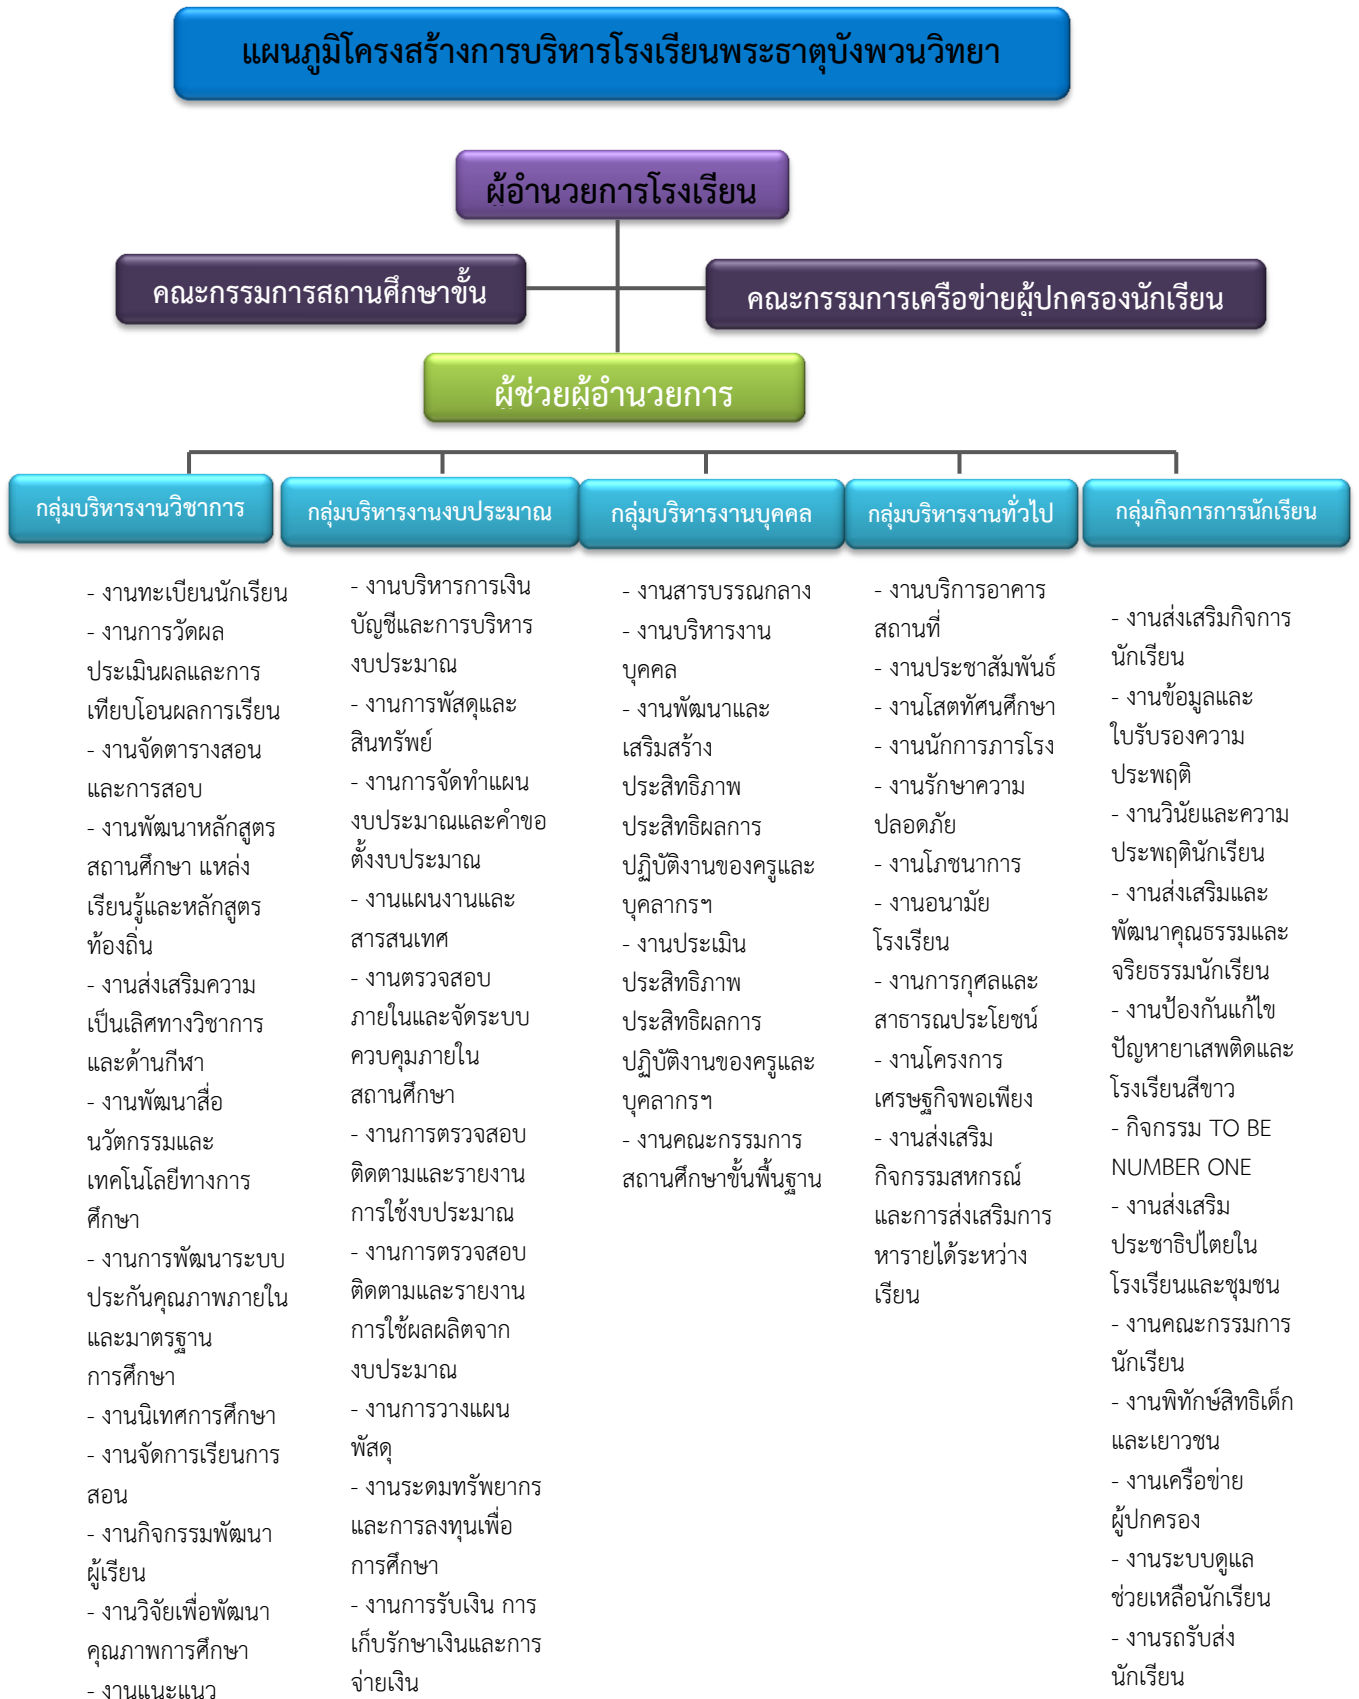 แผนภูมิโครงสร้างการบริหารโรงเรียนพระธาตุบังพวนวิทยา
ผู้อำนวยการโรงเรียน
คณะกรรมการสถานศึกษาขั้น
คณะกรรมการเครือข่ายผู้ปกครองนักเรียน
ผู้ช่วยผู้อำนวยการ
กลุ่มบริหารงานวิชาการ
กลุ่มบริหารงานงบประมาณ
กลุ่มบริหารงานบุคคล
กลุ่มบริหารงานทั่วไป
กลุ่มกิจการการนักเรียน
- งานทะเบียนนักเรียน
- งานการวัดผล
ประเมินผลและการ
เทียบโอนผลการเรียน
- งานจัดตารางสอน
และการสอบ
- งานพัฒนาหลักสูตร
สถานศึกษา แหล่ง
เรียนรู้และหลักสูตร
ท้องถิ่น
- งานส่งเสริมความ
เป็นเลิศทางวิชาการ
และด้านกีฬา
- งานพัฒนาสื่อ
นวัตกรรมและ
เทคโนโลยีทางการ
ศึกษา
- งานการพัฒนาระบบ
ประกันคุณภาพภายใน
และมาตรฐาน
การศึกษา
- งานนิเทศการศึกษา
- งานจัดการเรียนการ
สอน
- งานกิจกรรมพัฒนา
ผู้เรียน
- งานวิจัยเพื่อพัฒนา
คุณภาพการศึกษา
- งานแนะแนว
- งานบริหารการเงิน
บัญชีและการบริหาร
งบประมาณ
- งานการพัสดุและ
สินทรัพย์
- งานการจัดทำแผน
งบประมาณและคำขอ
ตั้งงบประมาณ
- งานแผนงานและ
สารสนเทศ
- งานตรวจสอบ
ภายในและจัดระบบ
ควบคุมภายใน
สถานศึกษา
- งานการตรวจสอบ
ติดตามและรายงาน
การใช้งบประมาณ
- งานการตรวจสอบ
ติดตามและรายงาน
การใช้ผลผลิตจาก
งบประมาณ
- งานการวางแผน
พัสดุ
- งานระดมทรัพยากร
และการลงทุนเพื่อ
การศึกษา
- งานการรับเงิน การ
เก็บรักษาเงินและการ
จ่ายเงิน
- งานสารบรรณกลาง
- งานบริหารงาน
บุคคล
- งานพัฒนาและ
เสริมสร้าง
ประสิทธิภาพ
ประสิทธิผลการ
ปฏิบัติงานของครูและ
บุคลากรฯ
- งานประเมิน
ประสิทธิภาพ
ประสิทธิผลการ
ปฏิบัติงานของครูและ
บุคลากรฯ
- งานคณะกรรมการ
สถานศึกษาขั้นพื้นฐาน
- งานบริการอาคาร
สถานที่
- งานประชาสัมพันธ์
- งานโสตทัศนศึกษา
- งานนักการภารโรง
- งานรักษาความ
ปลอดภัย
- งานโภชนาการ
- งานอนามัย
โรงเรียน
- งานการกุศลและ
สาธารณประโยชน์
- งานโครงการ
เศรษฐกิจพอเพียง
- งานส่งเสริม
กิจกรรมสหกรณ์
และการส่งเสริมการ
หารายได้ระหว่าง
เรียน
- งานส่งเสริมกิจการ
นักเรียน
- งานข้อมูลและ
ใบรับรองความ
ประพฤติ
- งานวินัยและความ
ประพฤตินักเรียน
- งานส่งเสริมและ
พัฒนาคุณธรรมและ
จริยธรรมนักเรียน
- งานป้องกันแก้ไข
ปัญหายาเสพติดและ
โรงเรียนสีขาว
- กิจกรรม TO BE
NUMBER ONE
- งานส่งเสริม
ประชาธิปไตยใน
โรงเรียนและชุมชน
- งานคณะกรรมการ
นักเรียน
- งานพิทักษ์สิทธิเด็ก
และเยาวชน
- งานเครือข่าย
ผู้ปกครอง
- งานระบบดูแล
ช่วยเหลือนักเรียน
- งานรถรับส่ง
นักเรียน